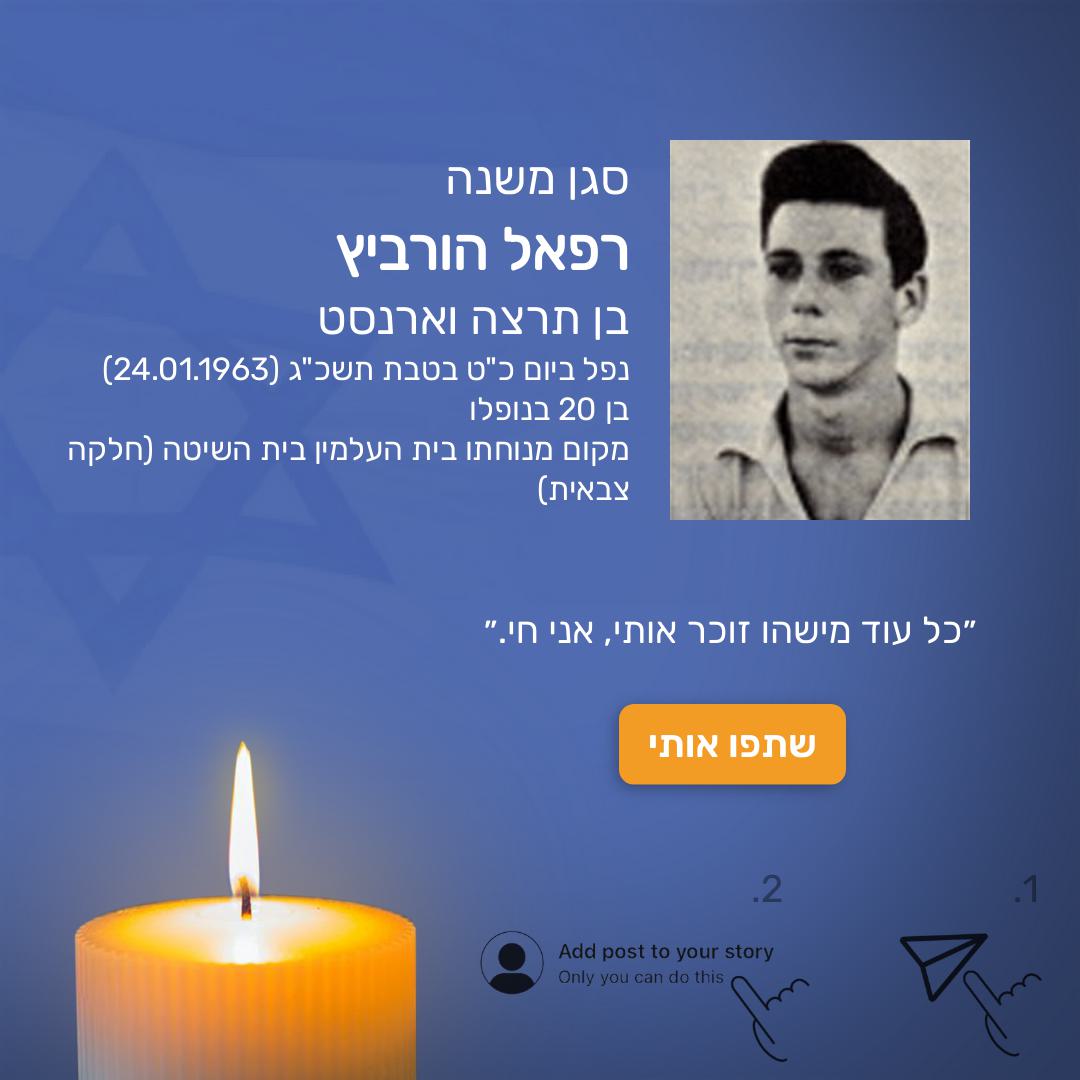 סגן משנה
רפאל הורביץ
בן תרצה וארנסט
נפל ביום כ"ט בטבת תשכ"ג (24.01.1963)
בן 20 בנופלו
מקום מנוחתו בית העלמין בית השיטה (חלקה
צבאית)
״כל עוד מישהו זוכר אותי, אני חי.״
שתפו אותי
1.
2.
Add post to your story
Only you can do this